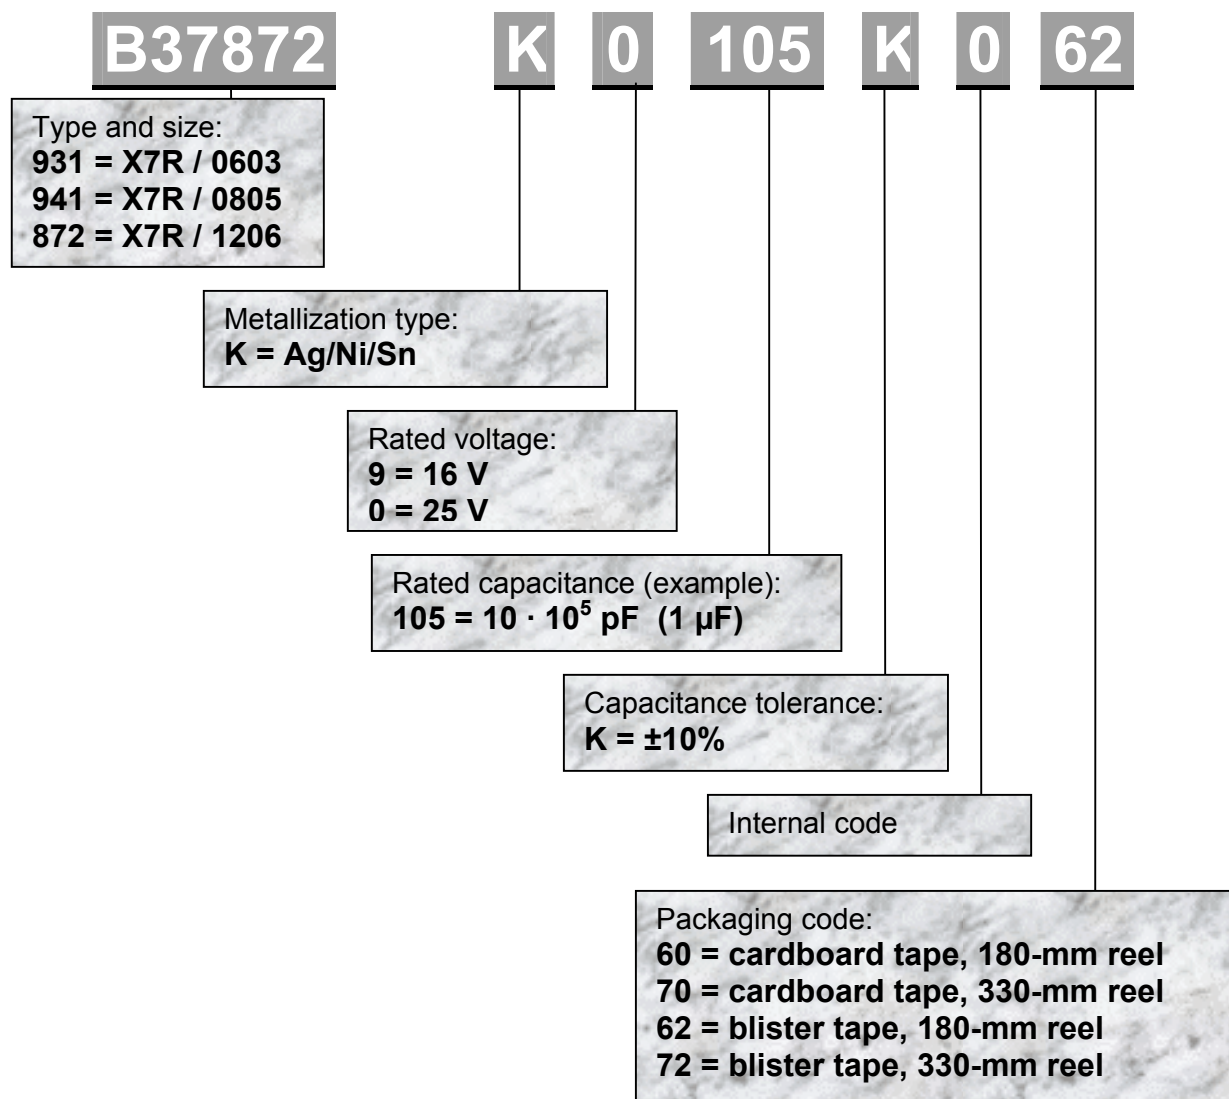 B37872 K 0 105 K 0 62
Type and size:
931 = X7R / 0603
941 = X7R / 0805
872 = X7R / 1206
Metallization type:
K = Ag/Ni/Sn
Rated voltage:
9 = 16 V
0 = 25 V
Rated capacitance (example):
105 = 10 · 10⁵ pF (1 µF)
Capacitance tolerance:
K = ±10%
Internal code
Packaging code:
60 = cardboard tape, 180-mm reel
70 = cardboard tape, 330-mm reel
62 = blister tape, 180-mm reel
72 = blister tape, 330-mm reel